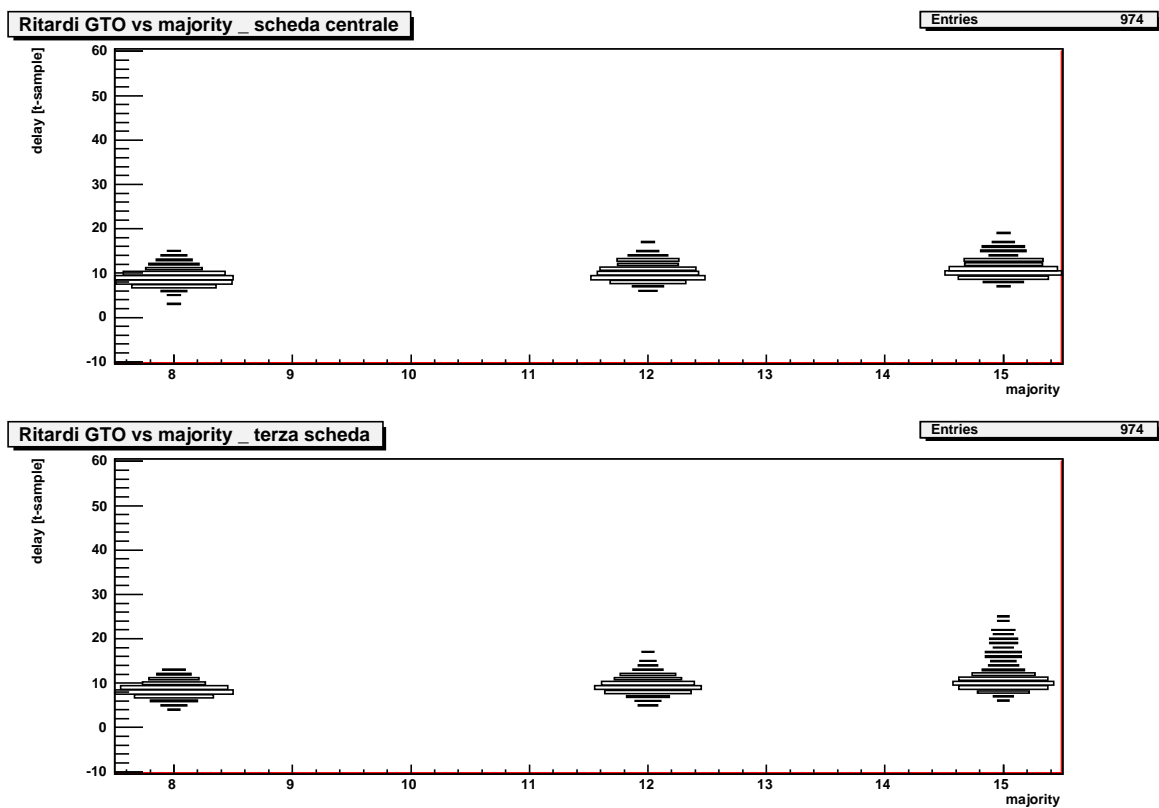 Ritardi GTO vs majority _ scheda centrale
Entries 974
delay [t-sample]
60
50
40
30
20
10
0
-10
8 9 10 11 12 13 14 15
majority
Ritardi GTO vs majority _ terza scheda
Entries 974
delay [t-sample]
60
50
40
30
20
10
0
-10
8 9 10 11 12 13 14 15
majority